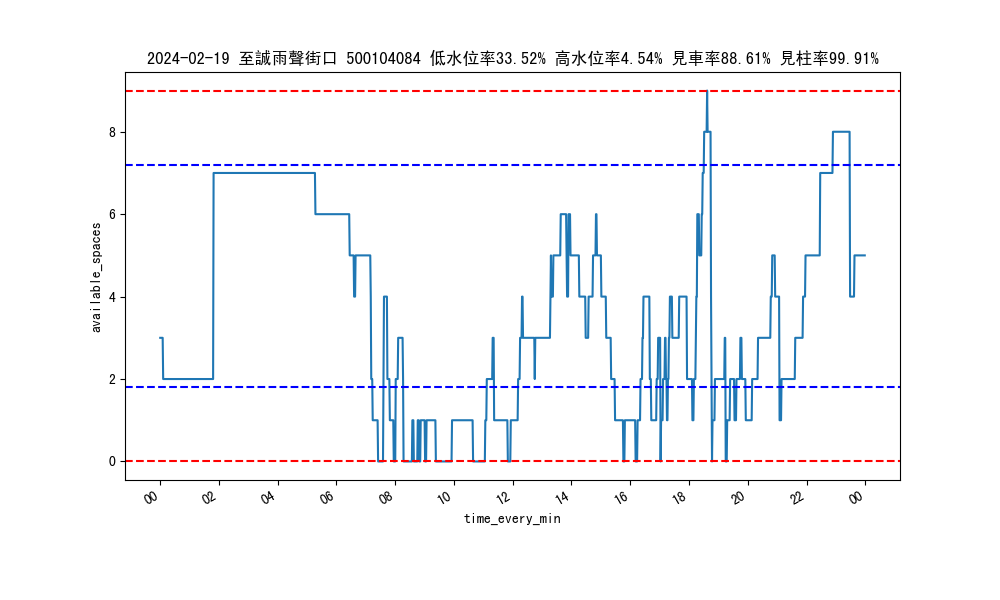 2024-02-19 至誠雨聲街口 500104084 低水位率33.52% 高水位率4.54% 見車率88.61% 見柱率99.91%
available_spaces
8
6
4
2
0
00 02 04 06 08 10 12 14 16 18 20 22 00
time_every_min